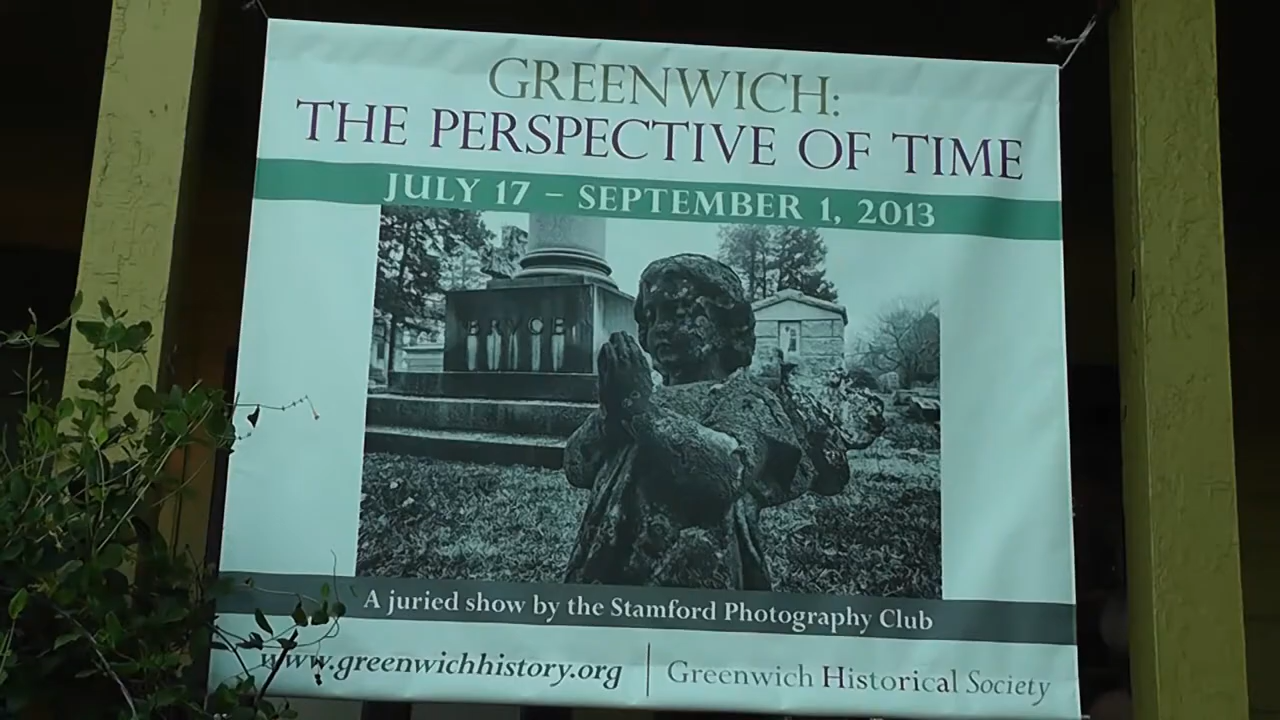 GREENWICH:
THE PERSPECTIVE OF TIME
JULY 17 – SEPTEMBER 1, 2013
BRYCE
A juried show by the Stamford Photography Club
www.greenwichhistory.org | Greenwich Historical Society